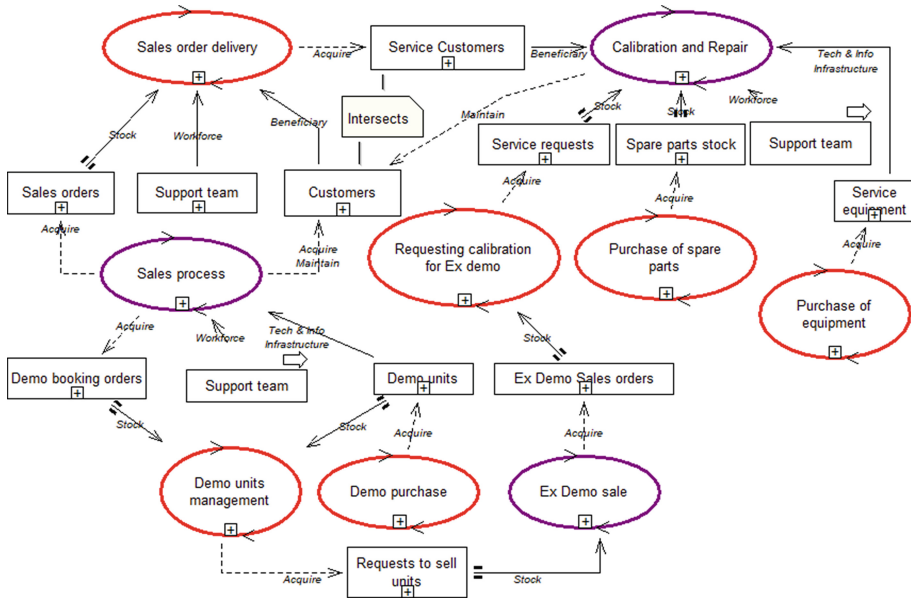 Sales order delivery
Acquire
Service Customers
Beneficiary
Calibration and Repair
Tech & Info
Infrastructure
Intersects
Maintain
Stock
Stock
Workforce
Stock
Workforce
Beneficiary
Service requests
Spare parts stock
Support team
Sales orders
Support team
Customers
Acquire
Acquire
Service
equipment
Acquire
Acquire
Maintain
Requesting calibration
for Ex demo
Purchase of spare
parts
Acquire
Sales process
Purchase of
equipment
Acquire
Workforce
Tech & Info
Infrastructure
Stock
Demo booking orders
Support team
Demo units
Ex Demo Sales orders
Stock
Stock
Acquire
Acquire
Demo units
management
Demo purchase
Ex Demo sale
Acquire
Requests to sell
units
Stock